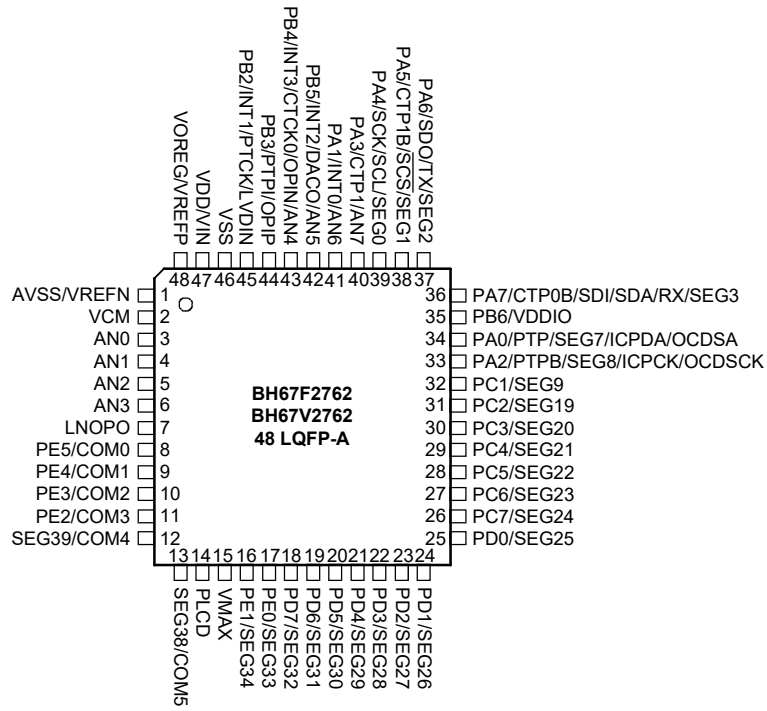 VOREG/VREFP
VDD/VIN
VSS
PB2/INT1/PTCK/LVDIN
PB3/PTPI/OPIP
PB4/INT3/CTCK0/OPIN/AN4
PB5/INT2/DACO/AN5
PA1/INT0/AN6
PA3/CTP1/AN7
PA4/SCK/SCL/SEG0
PA5/CTP1B/SCS/SEG1
PA6/SDO/TX/SEG2
48 47 46 45 44 43 42 41 40 39 38 37
AVSS/VREFN 1
VCM 2
AN0 3
AN1 4
AN2 5
AN3 6
LNOPO 7
PE5/COM0 8
PE4/COM1 9
PE3/COM2 10
PE2/COM3 11
SEG39/COM4 12
BH67F2762
BH67V2762
48 LQFP-A
36 PA7/CTP0B/SDI/SDA/RX/SEG3
35 PB6/VDDIO
34 PA0/PTP/SEG7/ICPDA/OCDSA
33 PA2/PTPB/SEG8/ICPCK/OCDSCK
32 PC1/SEG9
31 PC2/SEG19
30 PC3/SEG20
29 PC4/SEG21
28 PC5/SEG22
27 PC6/SEG23
26 PC7/SEG24
25 PD0/SEG25
13 14 15 16 17 18 19 20 21 22 23 24
SEG38/COM5
PLCD
VMAX
PE1/SEG34
PE0/SEG33
PD7/SEG32
PD6/SEG31
PD5/SEG30
PD4/SEG29
PD3/SEG28
PD2/SEG27
PD1/SEG26